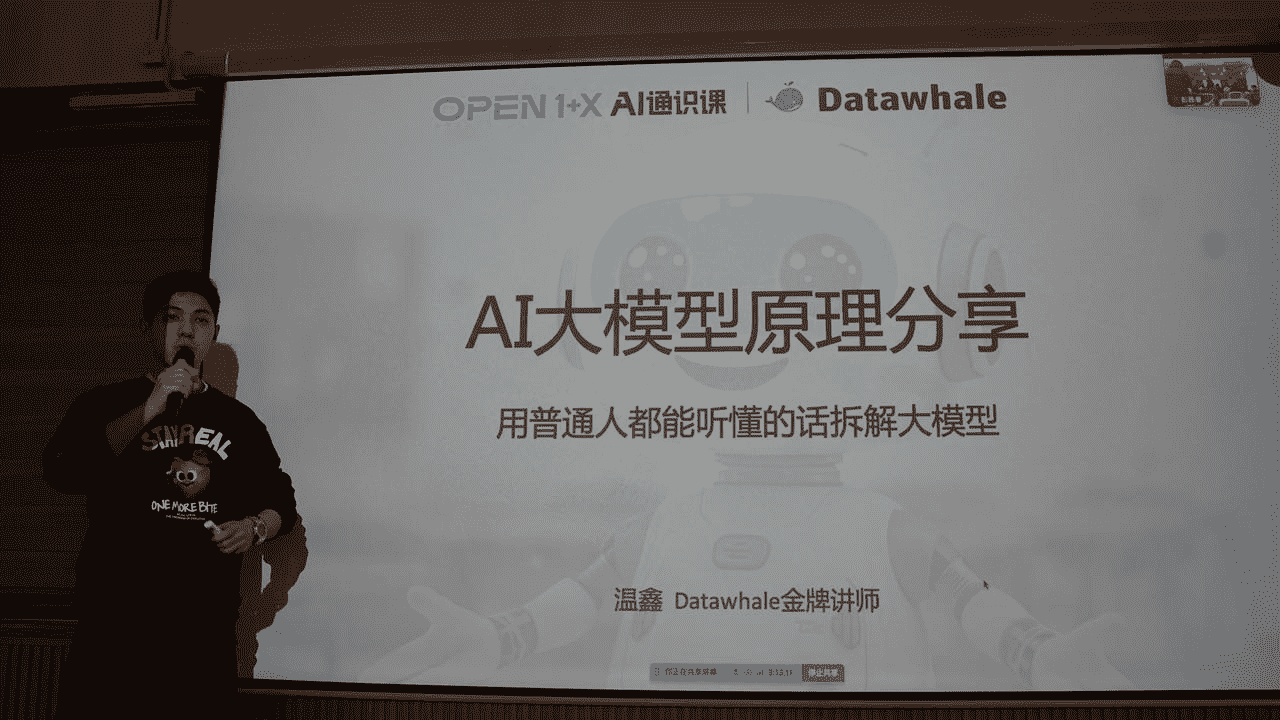 OPEN 1+X AI通识课 Datawhale
AI大模型原理分享
用普通人都能听懂的话拆解大模型
温鑫 Datawhale金牌讲师
STAYREAL
ONE MORE BITE